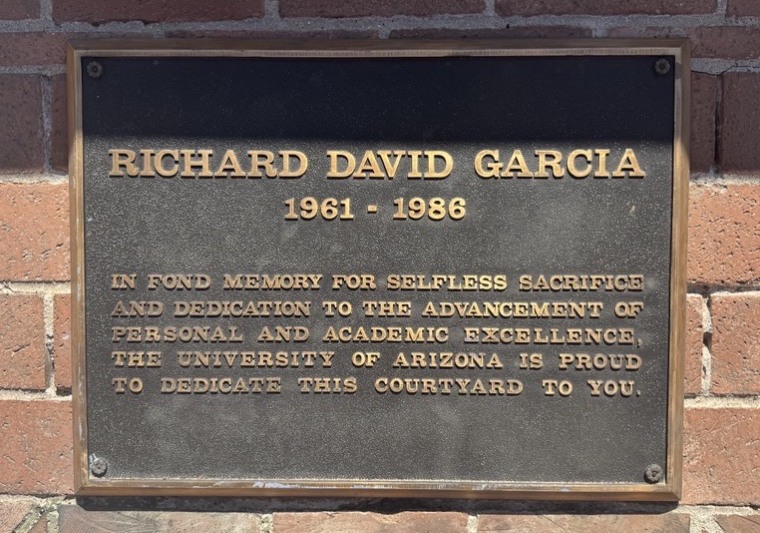 RICHARD DAVID GARCIA
1961 - 1986
IN FOND MEMORY FOR SELFLESS SACRIFICE
AND DEDICATION TO THE ADVANCEMENT OF
PERSONAL AND ACADEMIC EXCELLENCE,
THE UNIVERSITY OF ARIZONA IS PROUD
TO DEDICATE THIS COURTYARD TO YOU.